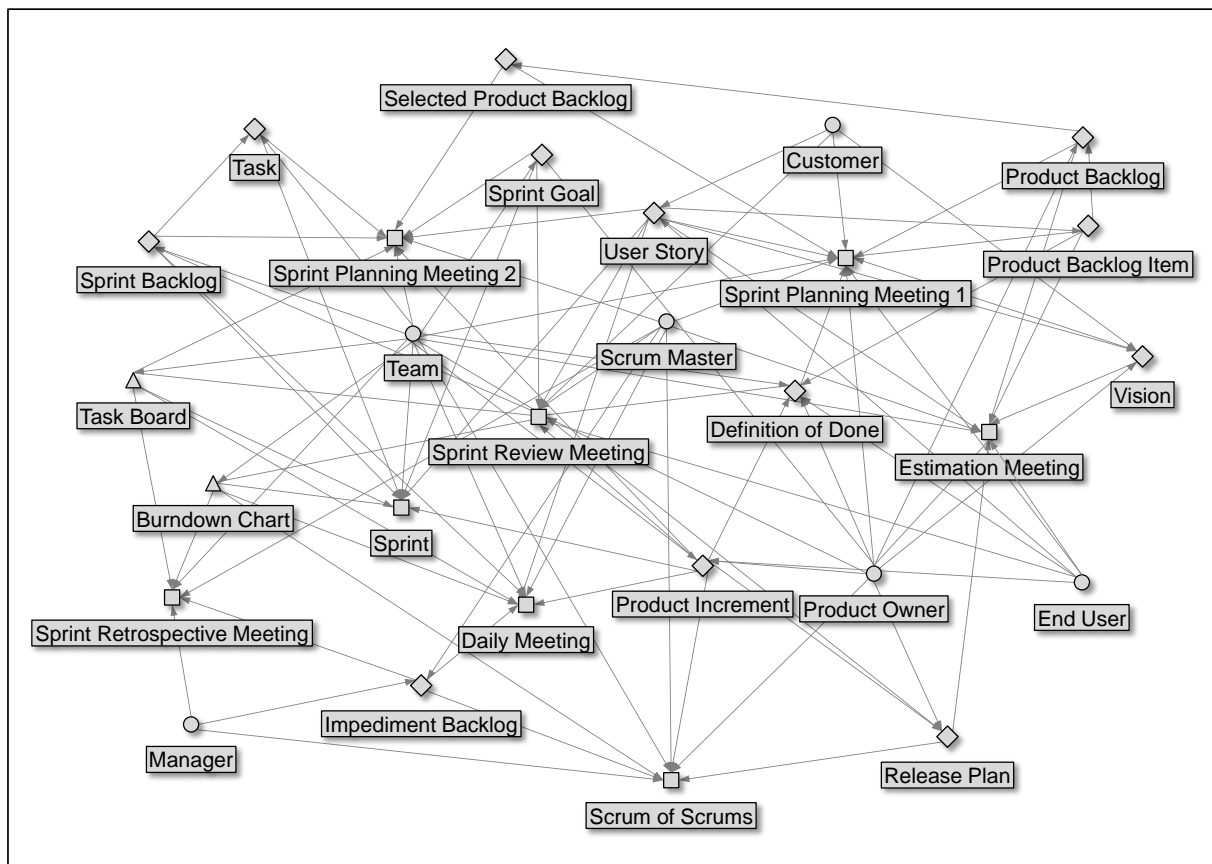 Selected Product Backlog
Task
Customer
Product Backlog
Sprint Goal
User Story
Product Backlog Item
Sprint Backlog
Sprint Planning Meeting 2
Sprint Planning Meeting 1
Team
Scrum Master
Vision
Task Board
Definition of Done
Sprint Review Meeting
Estimation Meeting
Burndown Chart
Sprint
Product Increment
Product Owner
End User
Sprint Retrospective Meeting
Daily Meeting
Impediment Backlog
Manager
Release Plan
Scrum of Scrums